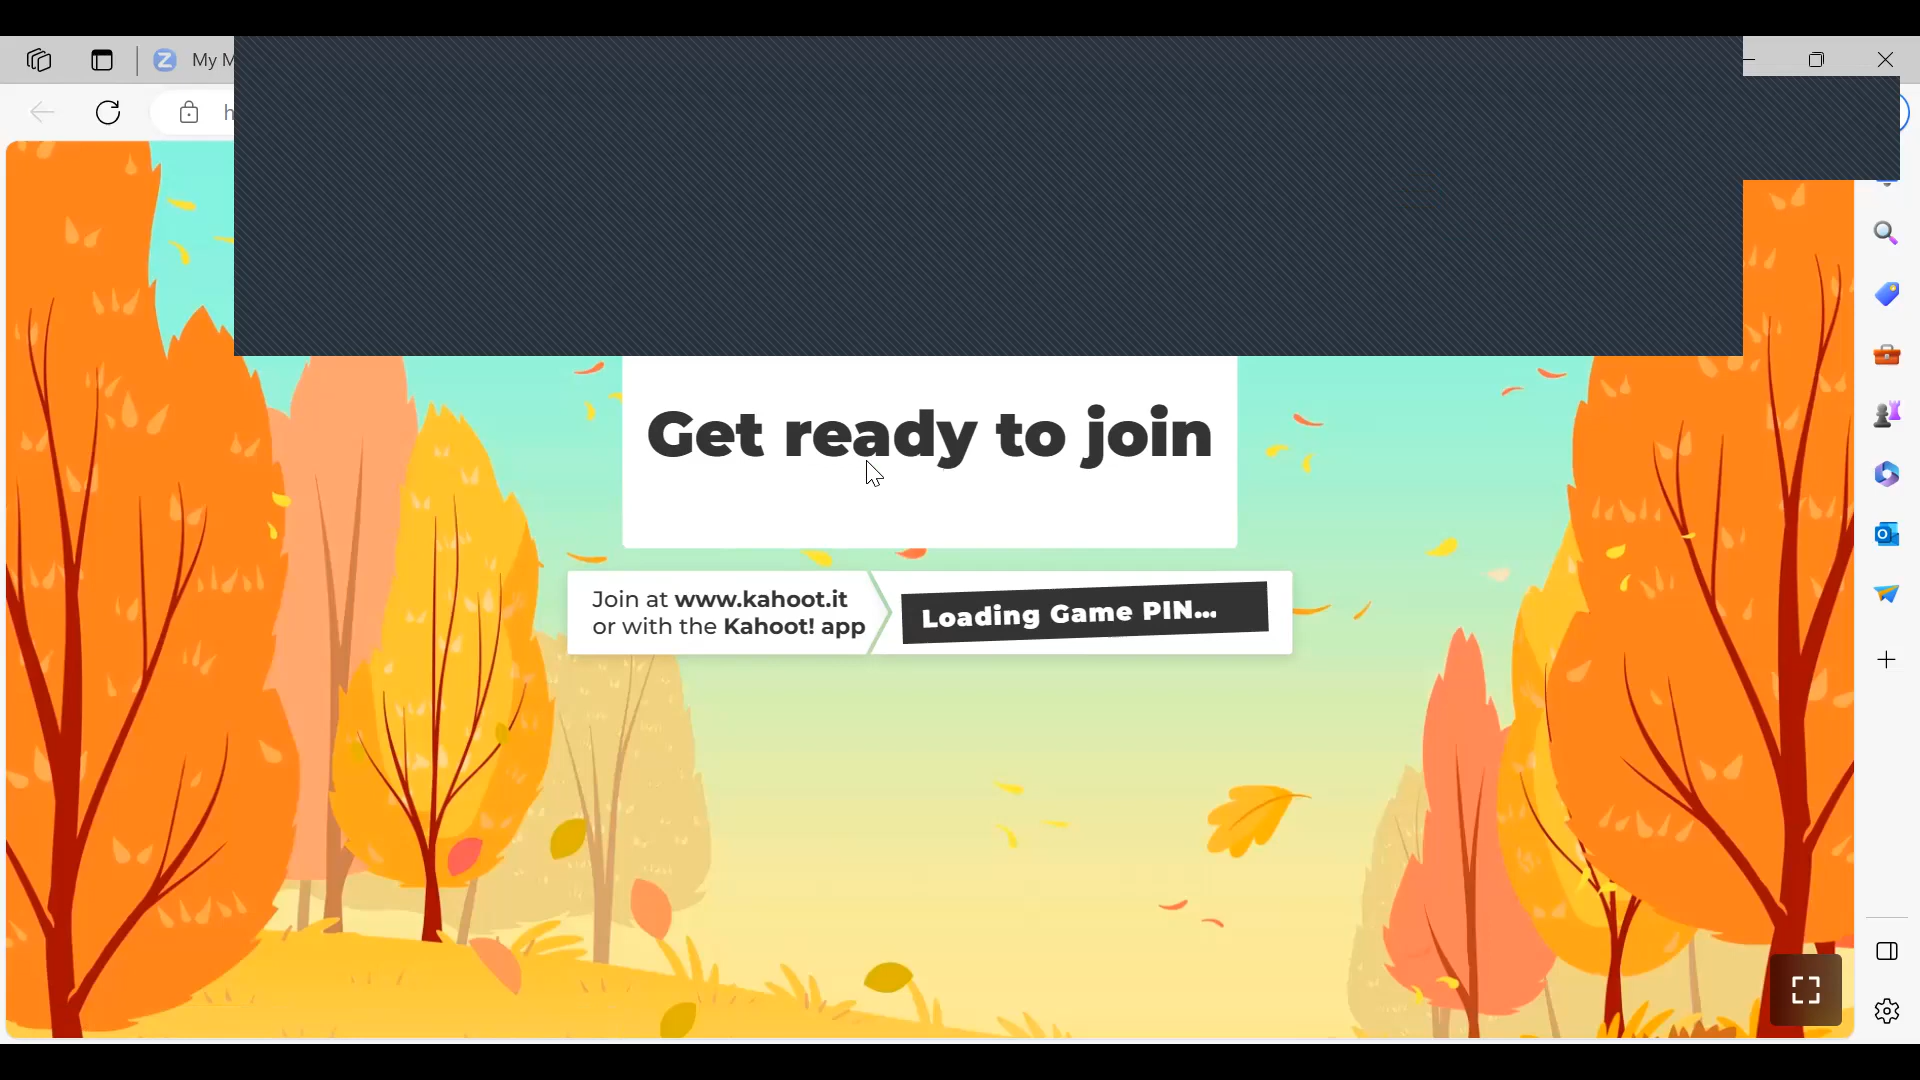 My M
h
Get ready to join
Join at www.kahoot.it
or with the Kahoot! app
Loading Game PIN...